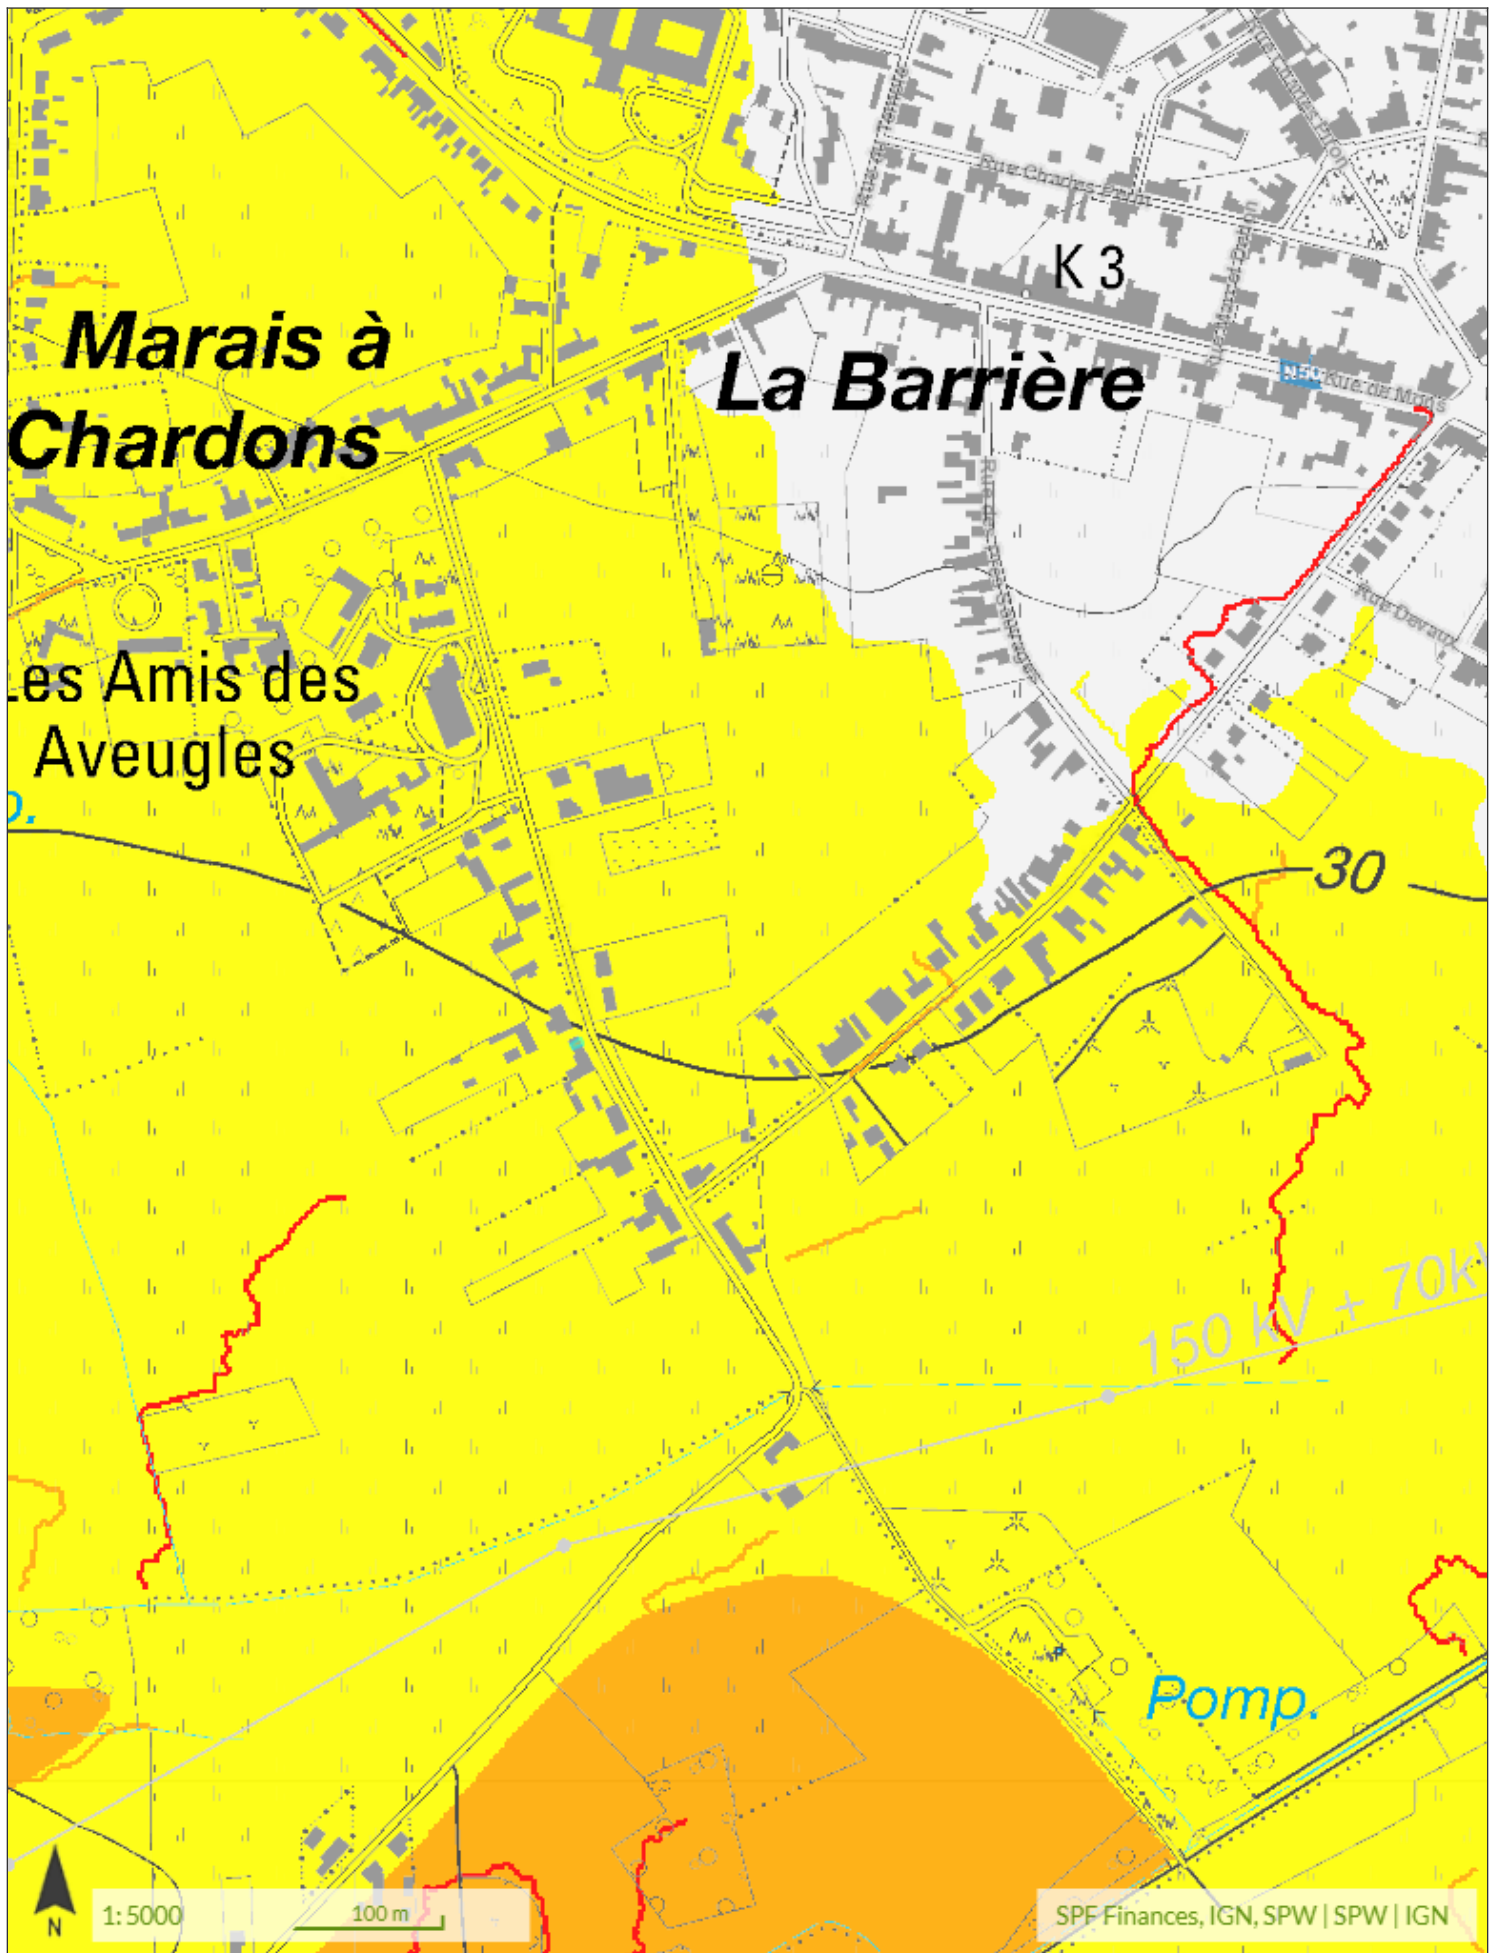 Rue Charles
K 3
Marais à
Chardons
La Barrière
N50
Rue de Mons
Rue Devaux
Les Amis des
Aveugles
p.
30
150 kV + 70k
Pomp.
N
1:5000
100 m
SPF Finances, IGN, SPW | SPW | IGN